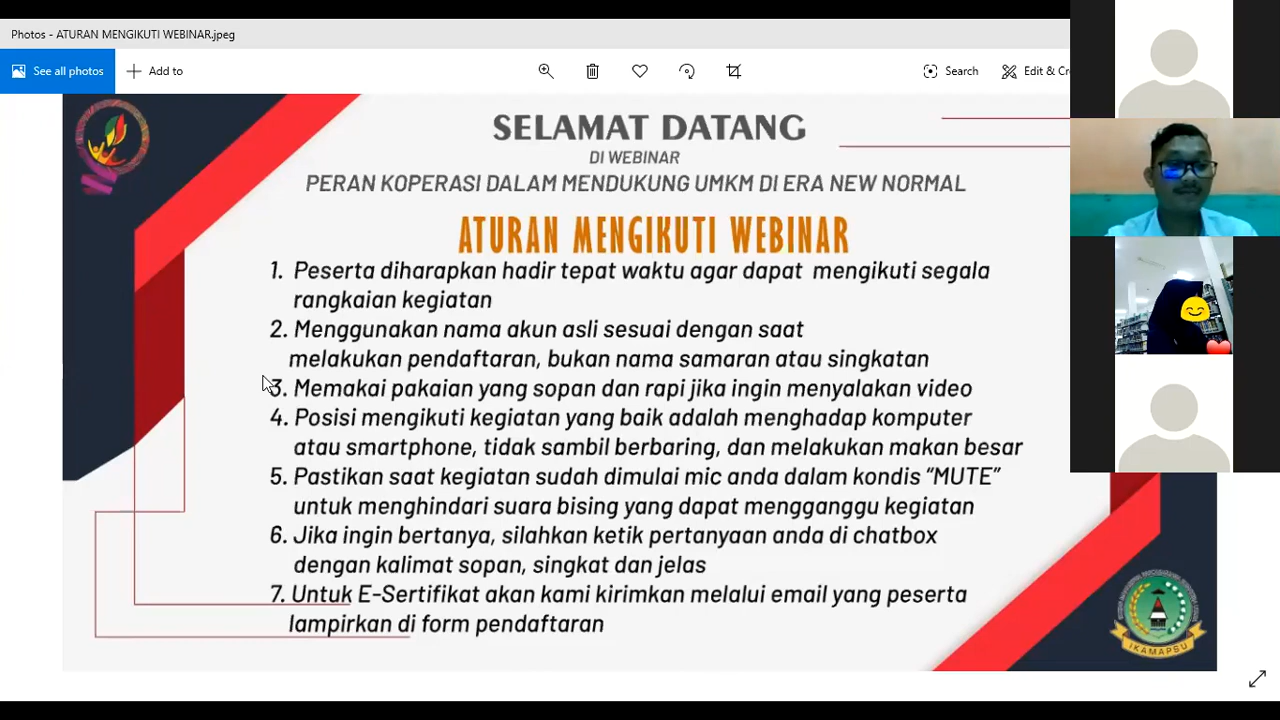 Photos - ATURAN MENGIKUTI WEBINAR.jpeg
See all photos
Add to
Search
Edit & Cr
SELAMAT DATANG
DI WEBINAR
PERAN KOPERASI DALAM MENDUKUNG UMKM DI ERA NEW NORMAL
ATURAN MENGIKUTI WEBINAR
1. Peserta diharapkan hadir tepat waktu agar dapat mengikuti segala
rangkaian kegiatan
2. Menggunakan nama akun asli sesuai dengan saat
melakukan pendaftaran, bukan nama samaran atau singkatan
3. Memakai pakaian yang sopan dan rapi jika ingin menyalakan video
4. Posisi mengikuti kegiatan yang baik adalah menghadap komputer
atau smartphone, tidak sambil berbaring, dan melakukan makan besar
5. Pastikan saat kegiatan sudah dimulai mic anda dalam kondis “MUTE”
untuk menghindari suara bising yang dapat mengganggu kegiatan
6. Jika ingin bertanya, silahkan ketik pertanyaan anda di chatbox
dengan kalimat sopan, singkat dan jelas
7. Untuk E-Sertifikat akan kami kirimkan melalui email yang peserta
lampirkan di form pendaftaran
IKAMAPSU